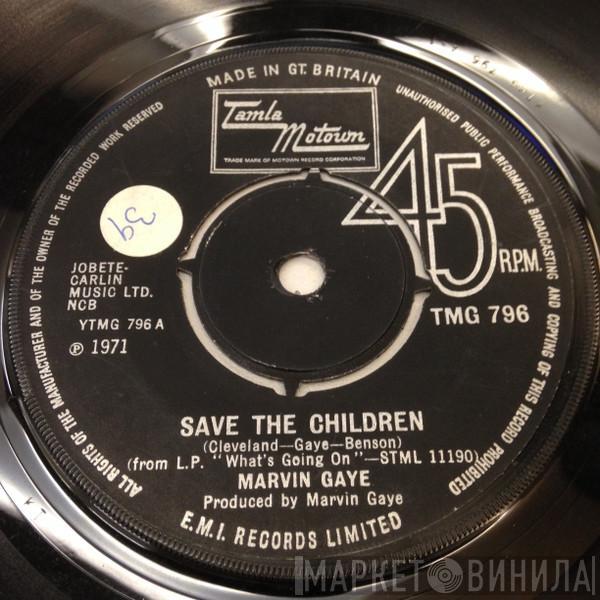 MADE IN GT. BRITAIN
Tamla
Motown
TRADE MARK OF MOTOWN RECORD CORPORATION
45
R.P.M.
TMG 796
UNAUTHORISED PUBLIC PERFORMANCE BROADCASTING AND COPYING OF THIS RECORD PROHIBITED
ALL RIGHTS OF THE MANUFACTURER AND OF THE OWNER OF THE RECORDED WORK RESERVED
JOBETE-
CARLIN
MUSIC LTD.
NCB
YTMG 796 A
℗ 1971
SAVE THE CHILDREN
(Cleveland—Gaye—Benson)
(from L.P. "What's Going On"—STML 11190)
MARVIN GAYE
Produced by Marvin Gaye
E.M.I. RECORDS LIMITED
МАРКЕТ ВИНИЛА